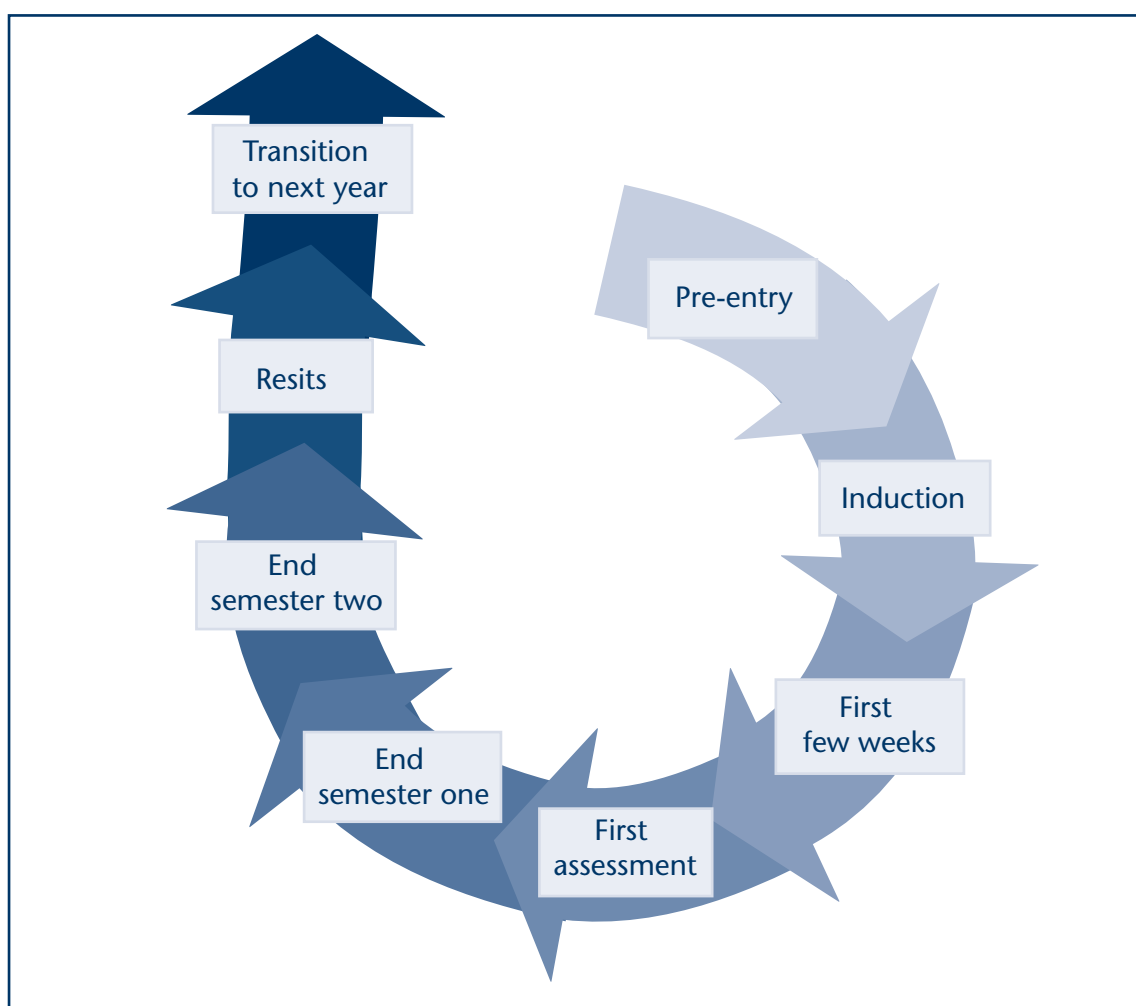 Pre-entry
Induction
First
few weeks
First
assessment
End
semester one
End
semester two
Resits
Transition
to next year